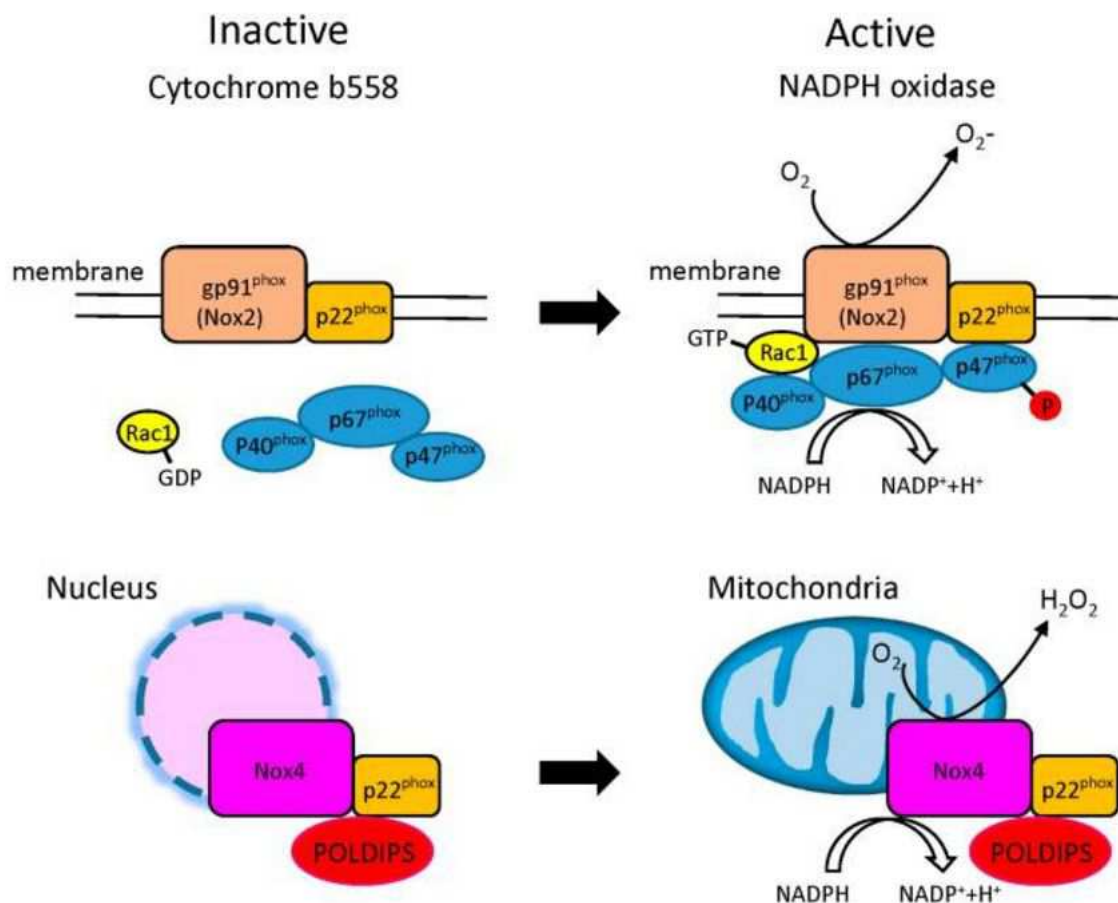 Inactive
Cytochrome b558
membrane
gp91phox
(Nox2)
p22phox
Rac1
GDP
P40phox
p67phox
p47phox
Active
NADPH oxidase
O2
O2-
membrane
gp91phox
(Nox2)
p22phox
GTP
Rac1
P40phox
p67phox
p47phox
P
NADPH
NADP++H+
Nucleus
Nox4
p22phox
POLDIPS
Mitochondria
O2
H2O2
Nox4
p22phox
POLDIPS
NADPH
NADP++H+